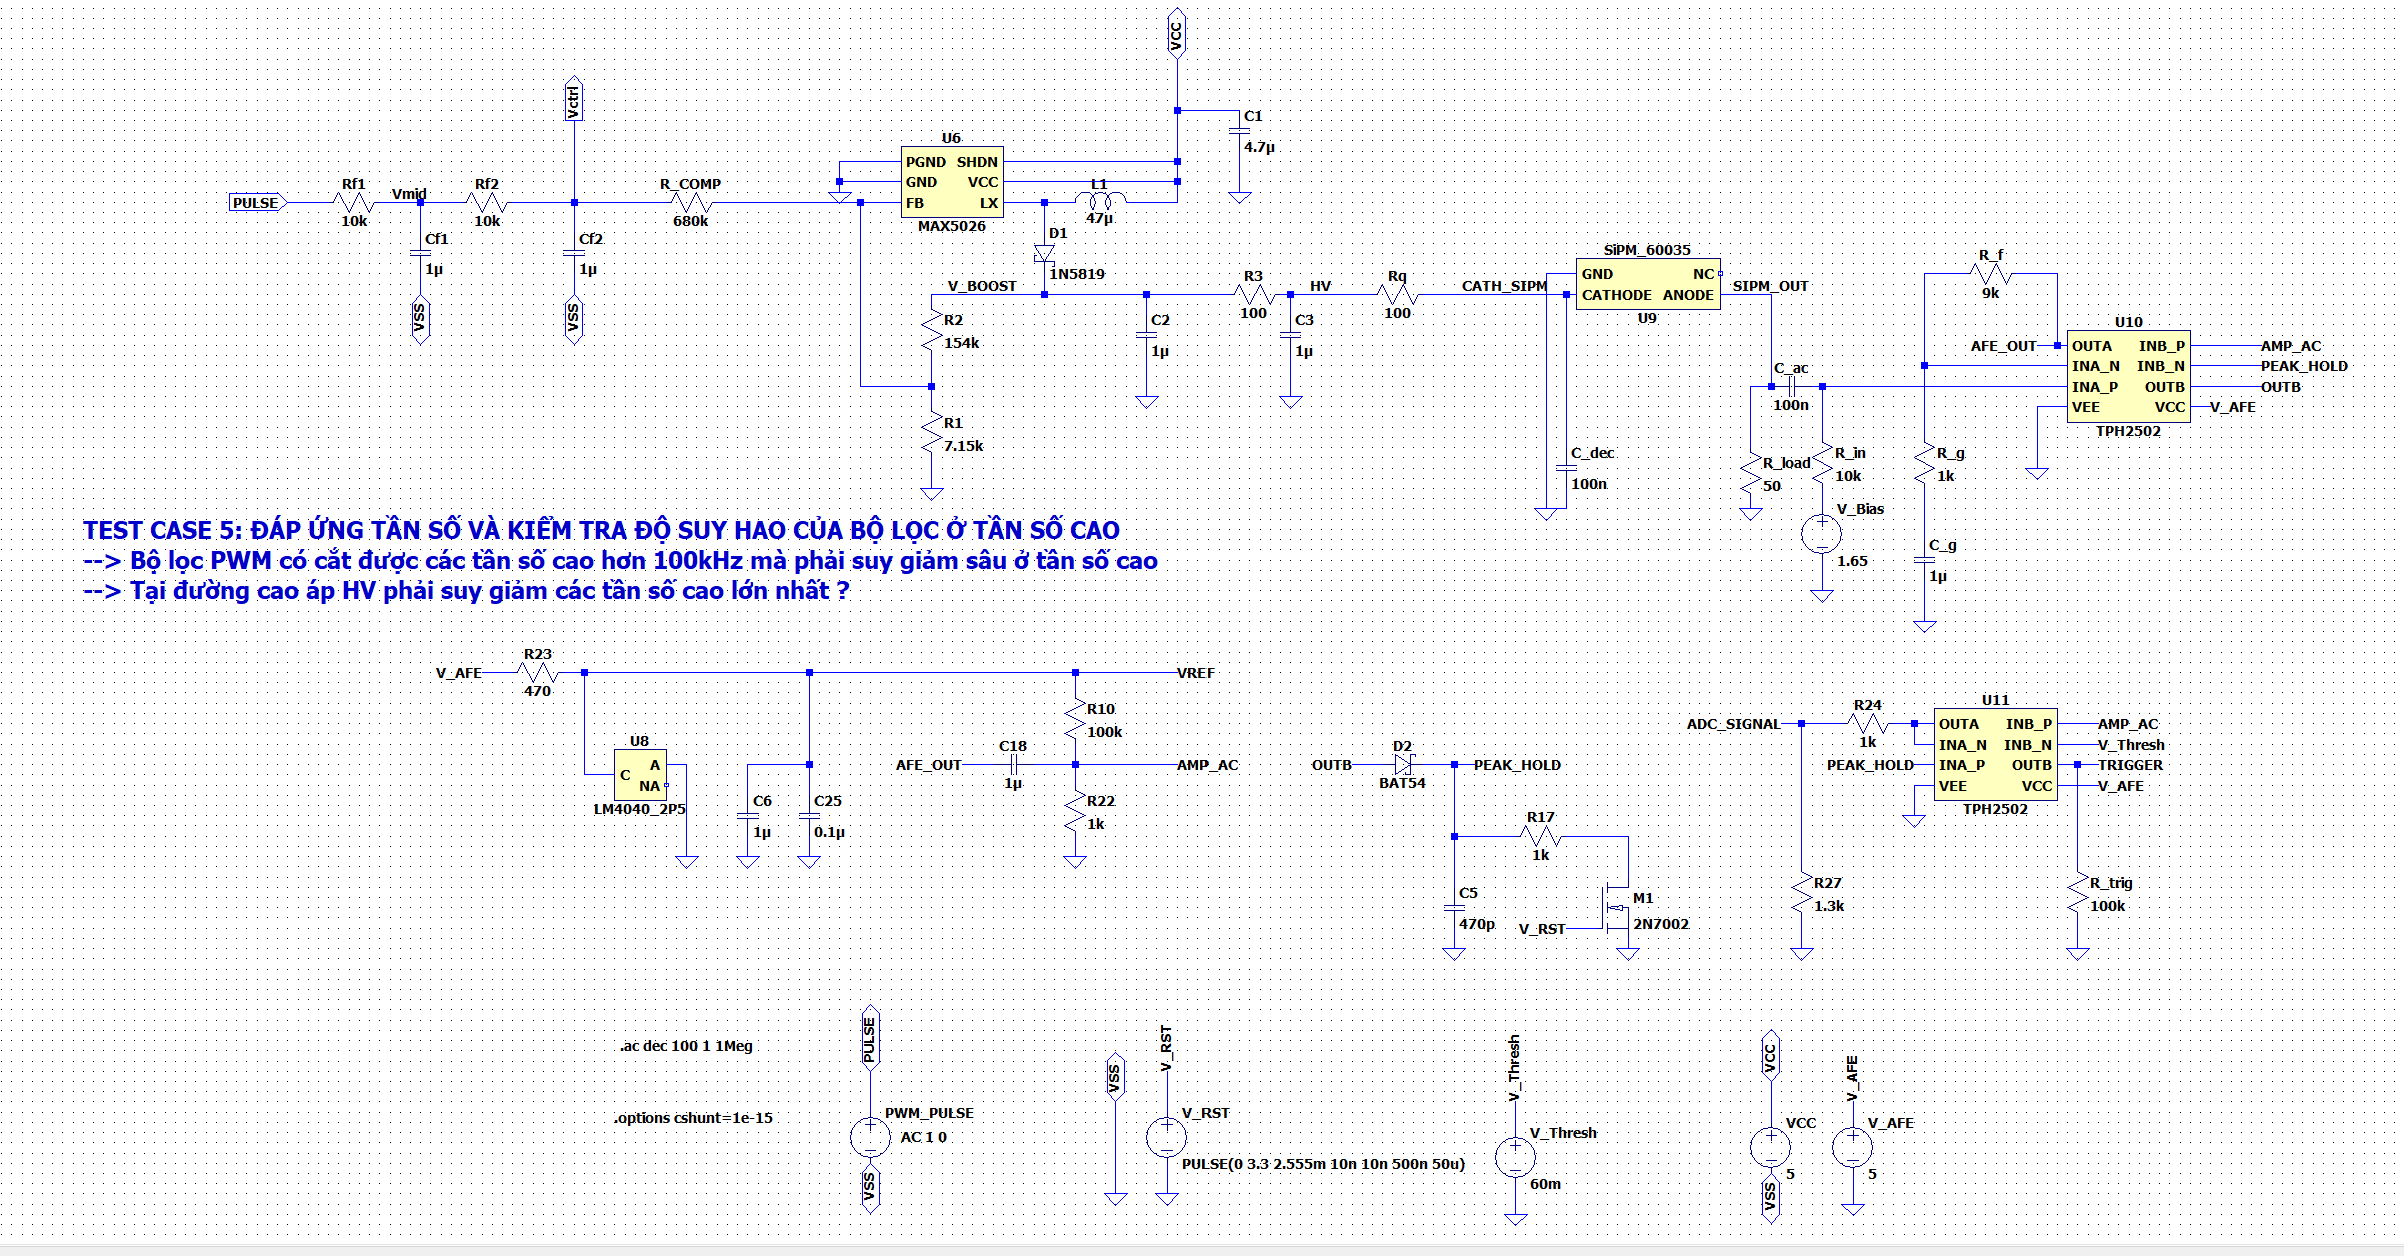 VCC
Vctrl
C1
4.7µ
U6
PGND SHDN
GND VCC
FB LX
MAX5026
PULSE
Rf1
10k
Vmid
Rf2
10k
R_COMP
680k
L1
47µ
Cf1
1µ
Cf2
1µ
VSS
VSS
D1
1N5819
V_BOOST
R2
154k
R1
7.15k
C2
1µ
R3
100
HV
C3
1µ
Rq
100
CATH_SIPM
SiPM_60035
GND NC
CATHODE ANODE
U9
SIPM_OUT
C_dec
100n
C_ac
100n
R_load
50
R_in
10k
V_Bias
1.65
R_f
9k
R_g
1k
C_g
1µ
U10
AFE_OUT
OUTA INB_P
INA_N INB_N
INA_P OUTB
VEE VCC
TPH2502
AMP_AC
PEAK_HOLD
OUTB
V_AFE
TEST CASE 5: ĐÁP ỨNG TẦN SỐ VÀ KIỂM TRA ĐỘ SUY HAO CỦA BỘ LỌC Ở TẦN SỐ CAO
--> Bộ lọc PWM có cắt được các tần số cao hơn 100kHz mà phải suy giảm sâu ở tần số cao
--> Tại đường cao áp HV phải suy giảm các tần số cao lớn nhất ?
V_AFE
R23
470
VREF
U8
A
C
NA
LM4040_2P5
C6
1µ
C25
0.1µ
R10
100k
AFE_OUT
C18
1µ
AMP_AC
R22
1k
OUTB
D2
BAT54
PEAK_HOLD
R17
1k
C5
470p
V_RST
M1
2N7002
ADC_SIGNAL
R24
1k
PEAK_HOLD
R27
1.3k
U11
OUTA INB_P
INA_N INB_N
INA_P OUTB
VEE VCC
TPH2502
AMP_AC
V_Thresh
TRIGGER
V_AFE
R_trig
100k
.ac dec 100 1 1Meg
.options cshunt=1e-15
PULSE
PWM_PULSE
AC 1 0
VSS
VSS
V_RST
V_RST
PULSE(0 3.3 2.555m 10n 10n 500n 50u)
V_Thresh
V_Thresh
60m
VCC
VCC
5
VSS
V_AFE
V_AFE
5